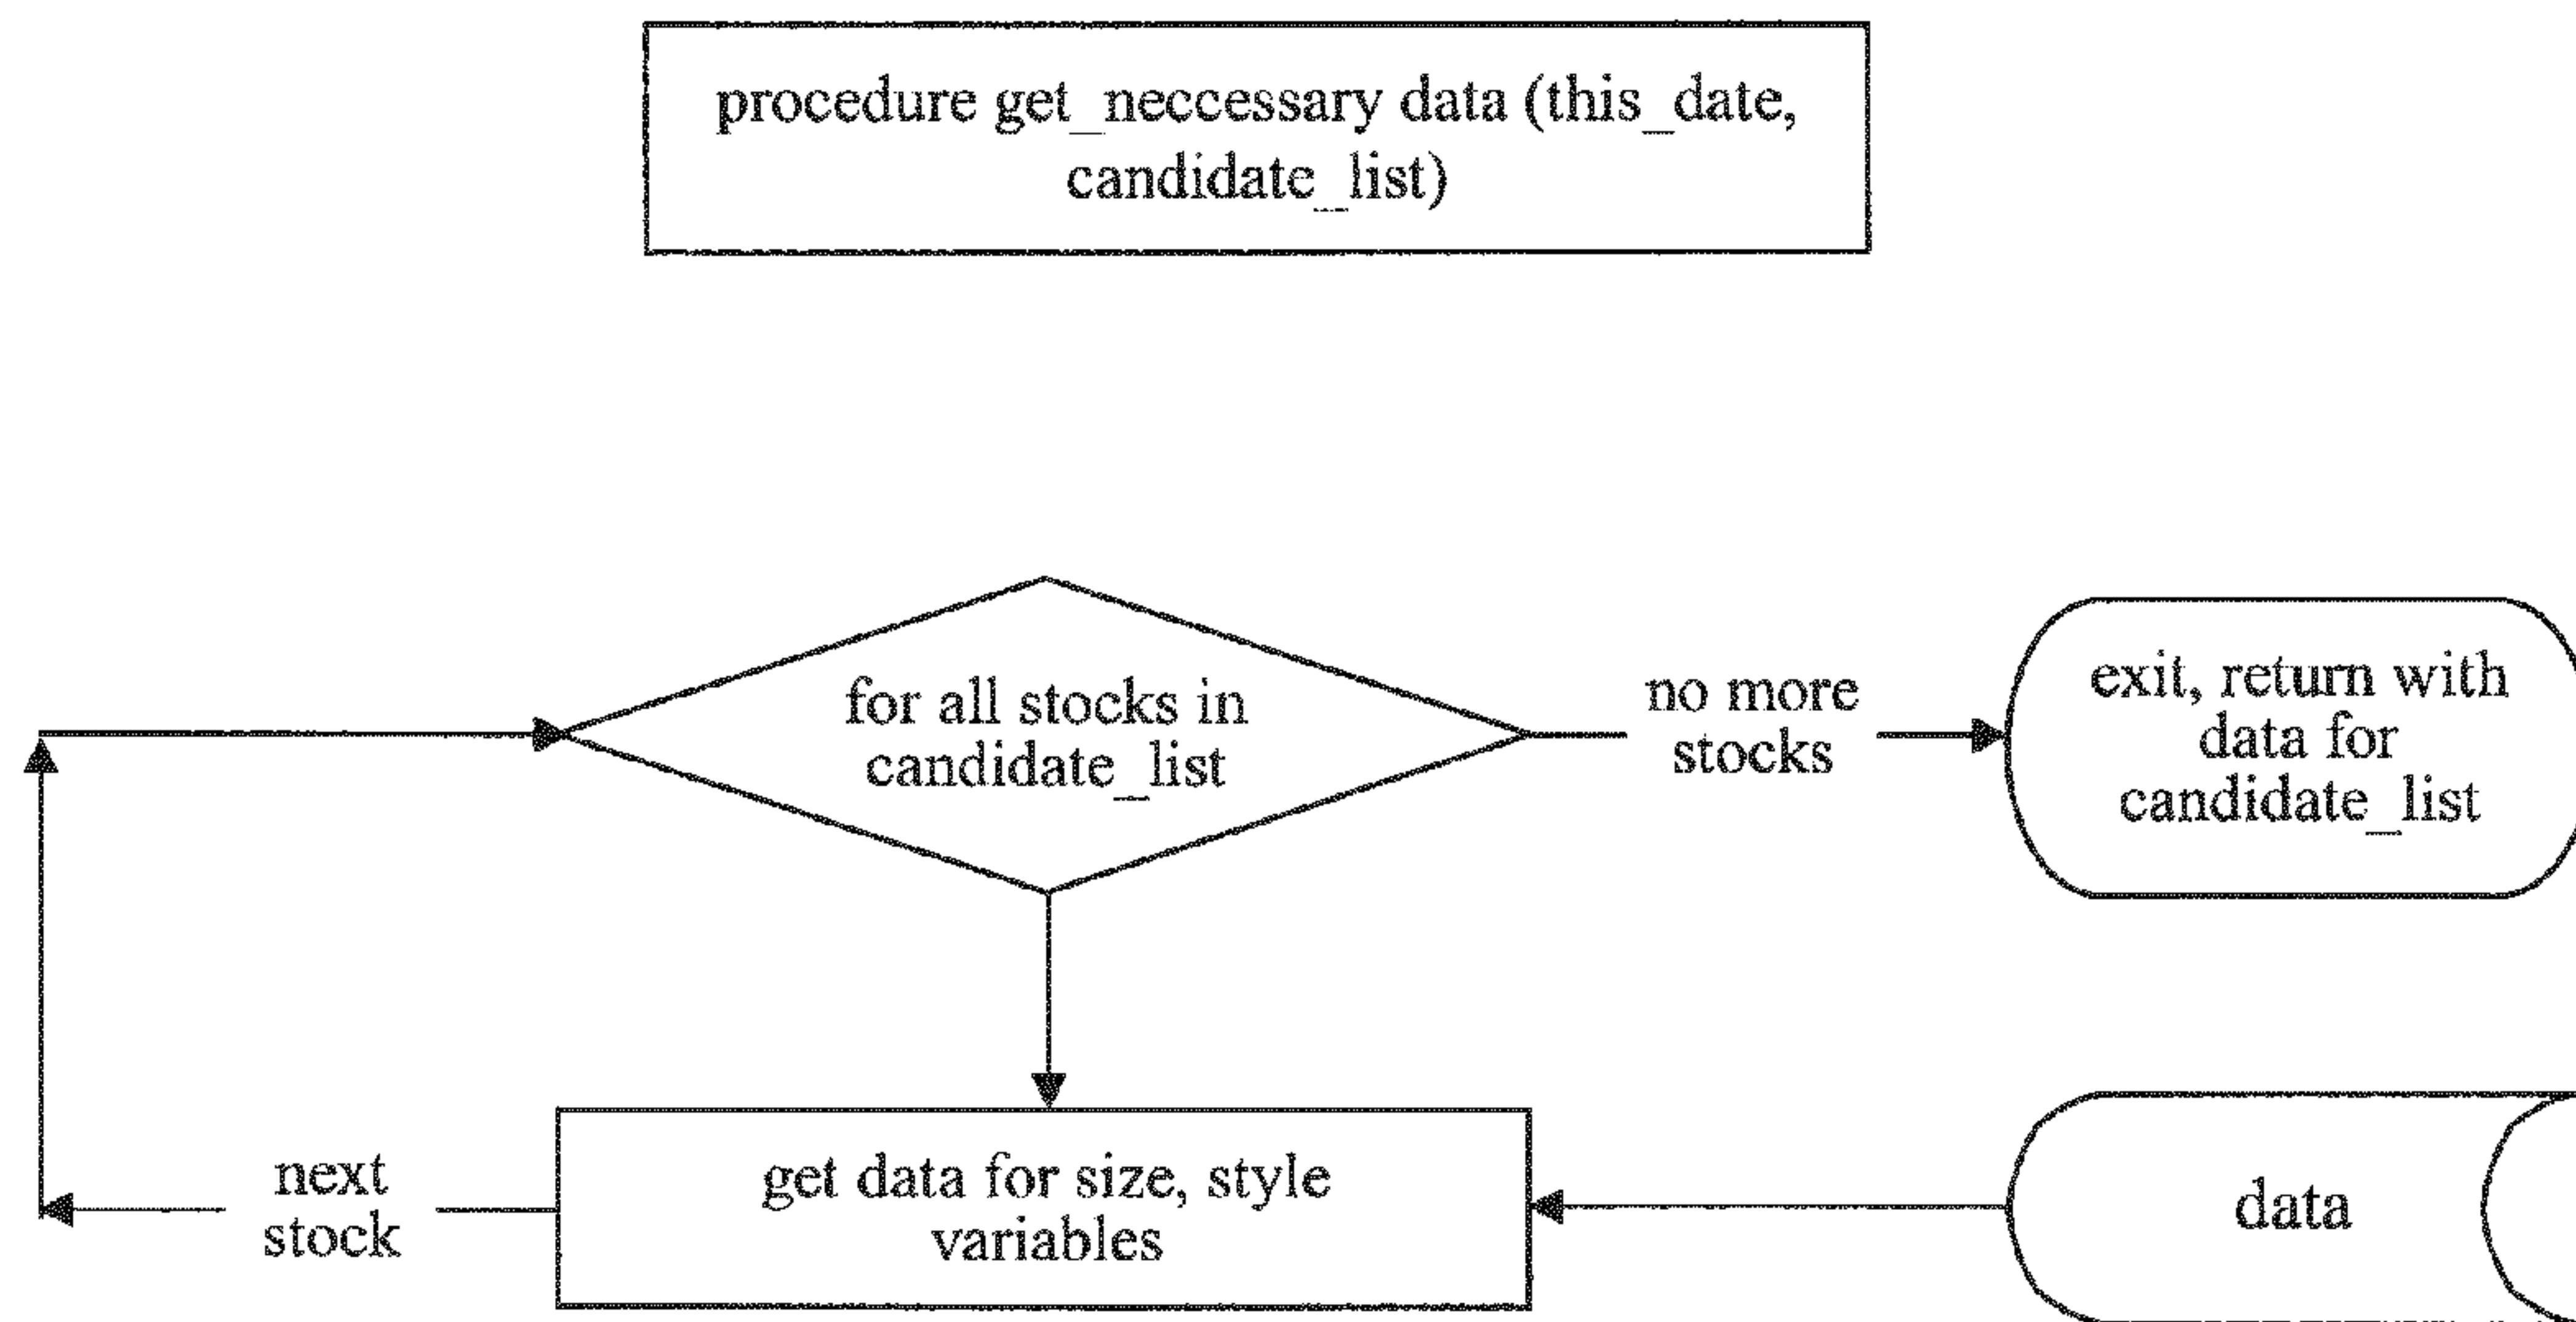 procedure get_neccessary data (this_date,
candidate_list)
for all stocks in
candidate_list
no more
stocks
exit, return with
data for
candidate_list
next
stock
get data for size, style
variables
data